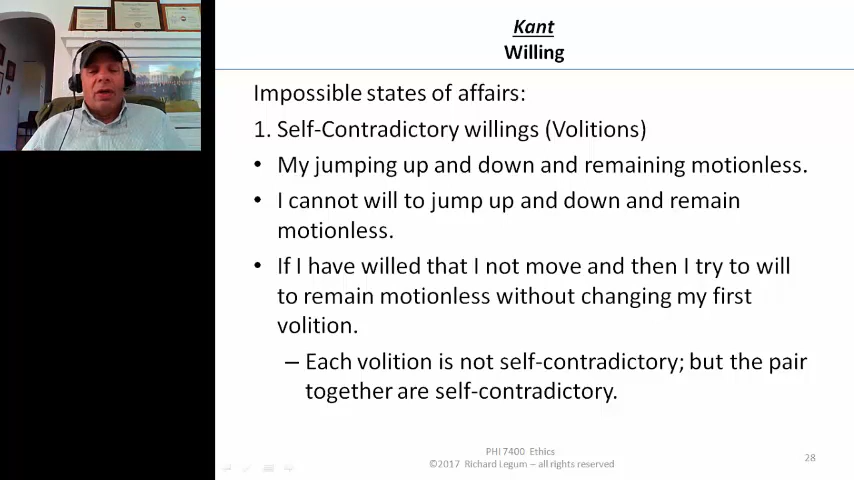 Kant
Willing
Impossible states of affairs:
1. Self-Contradictory willings (Volitions)
• My jumping up and down and remaining motionless.
• I cannot will to jump up and down and remain
motionless.
• If I have willed that I not move and then I try to will
to remain motionless without changing my first
volition.
– Each volition is not self-contradictory; but the pair
together are self-contradictory.
PHI 7400 Ethics
©2017 Richard Legum – all rights reserved
28